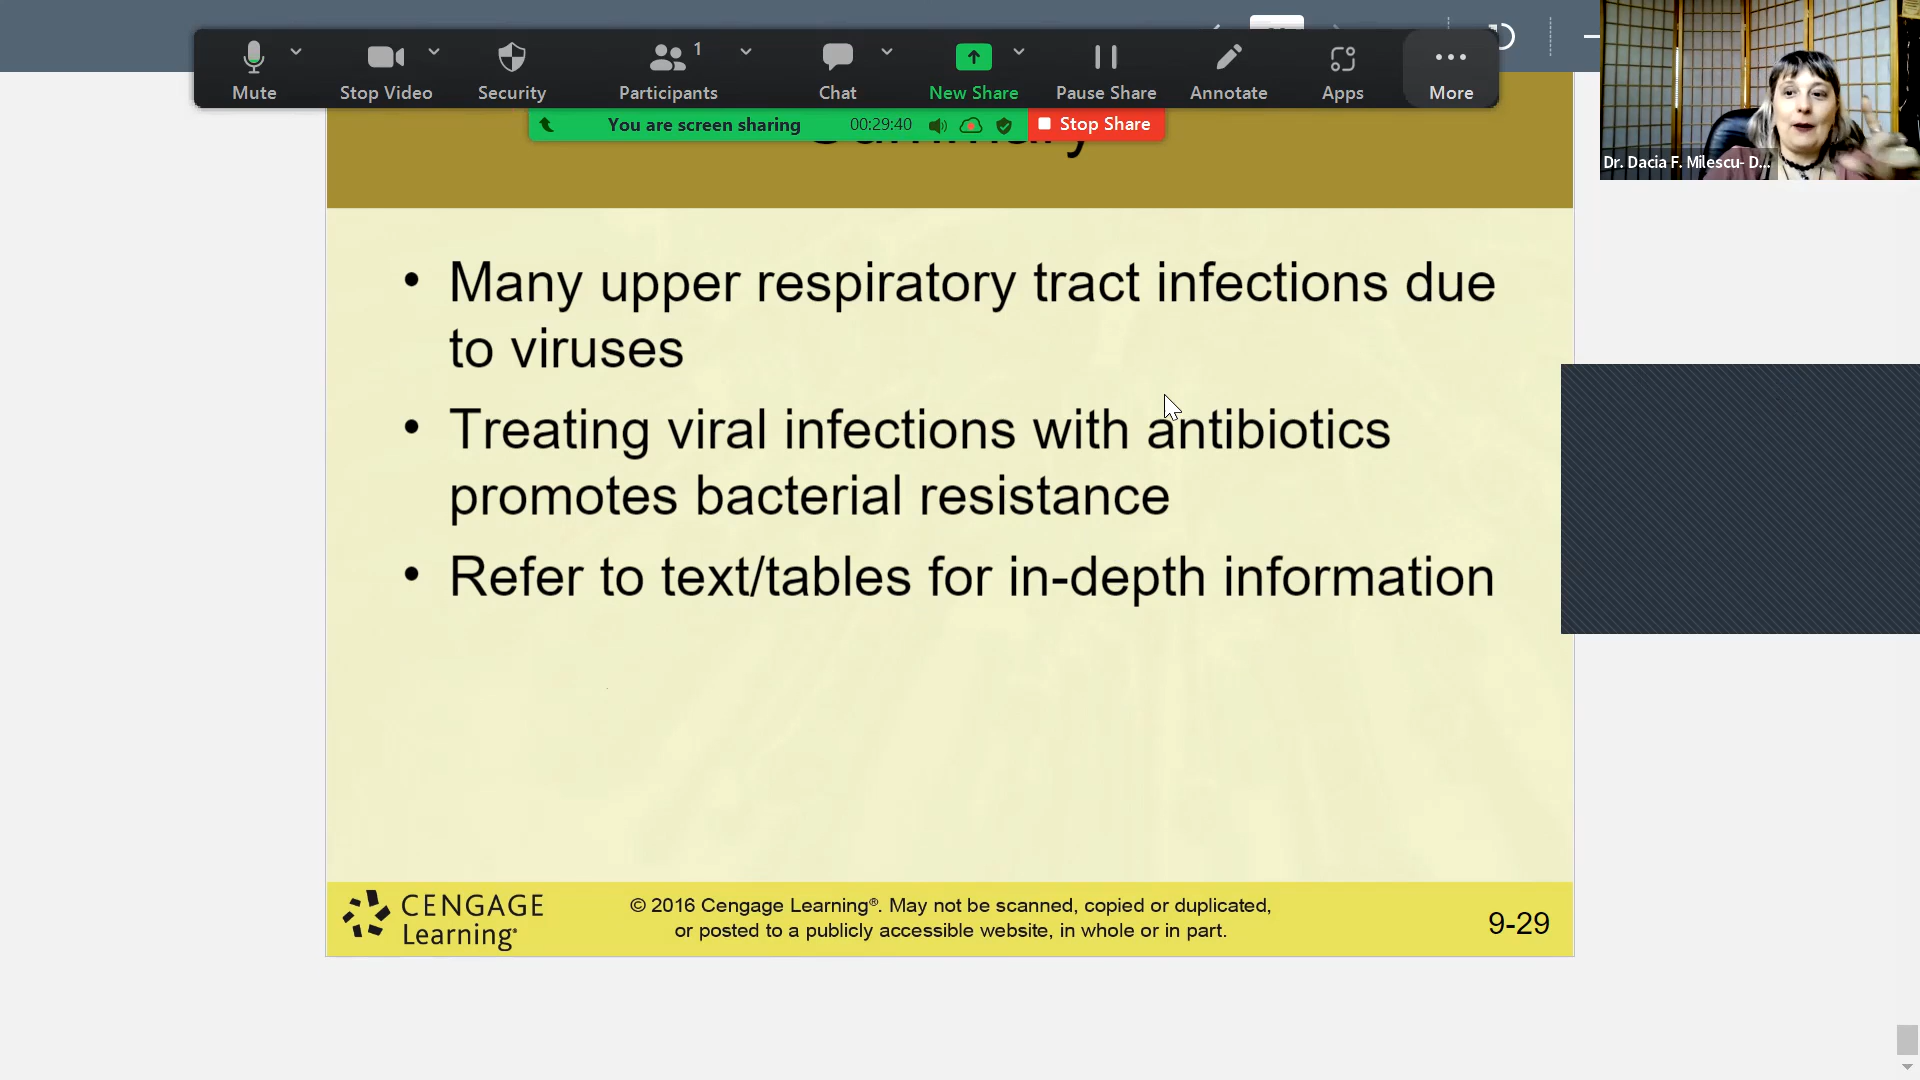 1
Mute
Stop Video
Security
Participants
Chat
New Share
Pause Share
Annotate
Apps
More
You are screen sharing
00:29:40
Stop Share
Summary
Dr. Dacia F. Milescu- D...
• Many upper respiratory tract infections due
to viruses
• Treating viral infections with antibiotics
promotes bacterial resistance
• Refer to text/tables for in-depth information
CENGAGE
Learning®
© 2016 Cengage Learning®. May not be scanned, copied or duplicated,
or posted to a publicly accessible website, in whole or in part.
9-29